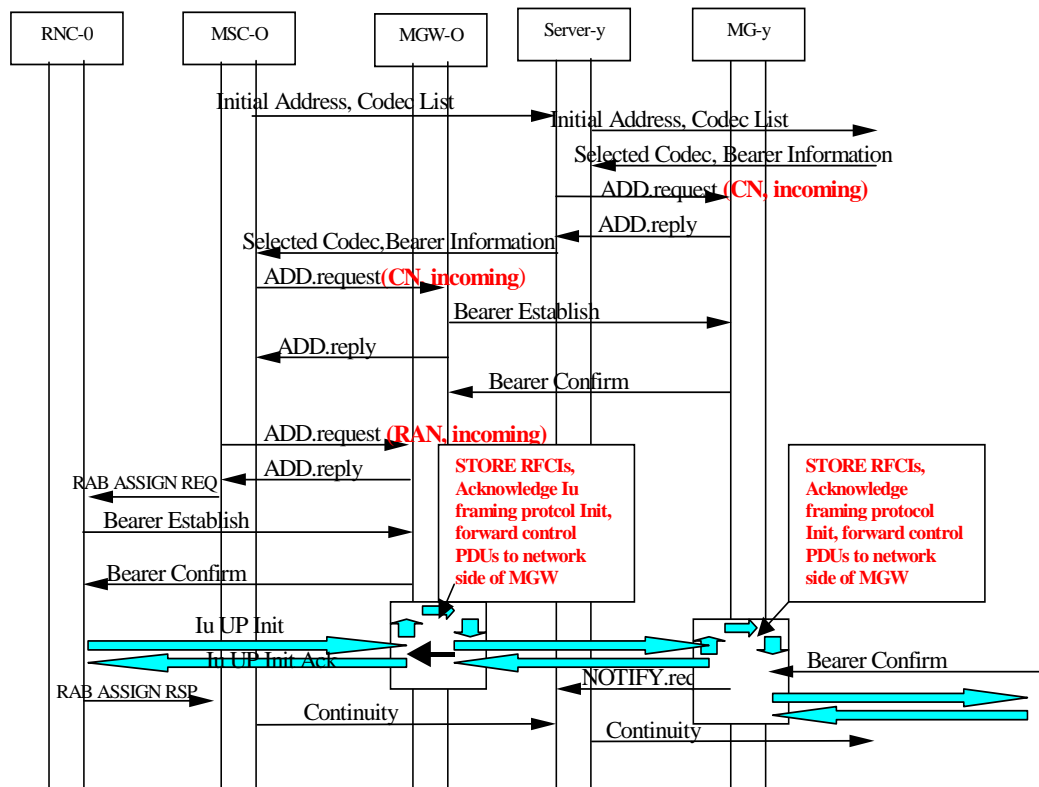 RNC-0
MSC-O
MGW-O
Server-y
MG-y
Initial Address, Codec List
Initial Address, Codec List
Selected Codec, Bearer Information
ADD.request (CN, incoming)
ADD.reply
Selected Codec,Bearer Information
ADD.request(CN, incoming)
Bearer Establish
ADD.reply
Bearer Confirm
ADD.request (RAN, incoming)
ADD.reply
RAB ASSIGN REQ
Bearer Establish
Bearer Confirm
STORE RFCIs,
Acknowledge Iu
framing protcol Init,
forward control
PDUs to network
side of MGW
STORE RFCIs,
Acknowledge
framing protocol
Init, forward control
PDUs to network
side of MGW
Iu UP Init
Iu UP Init Ack
Bearer Confirm
NOTIFY.req
RAB ASSIGN RSP
Continuity
Continuity